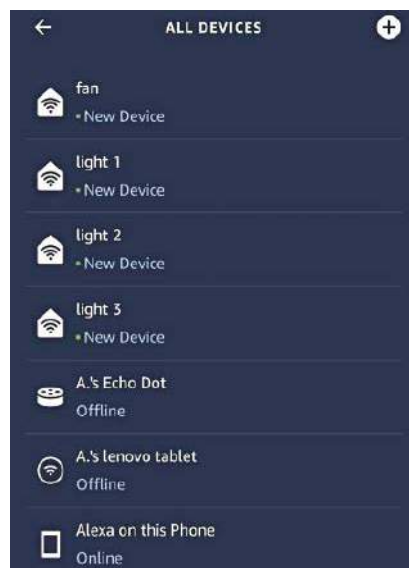 ALL DEVICES
fan
New Device
light 1
New Device
light 2
New Device
light 3
New Device
A.'s Echo Dot
Offline
A.'s lenovo tablet
Offline
Alexa on this Phone
Online